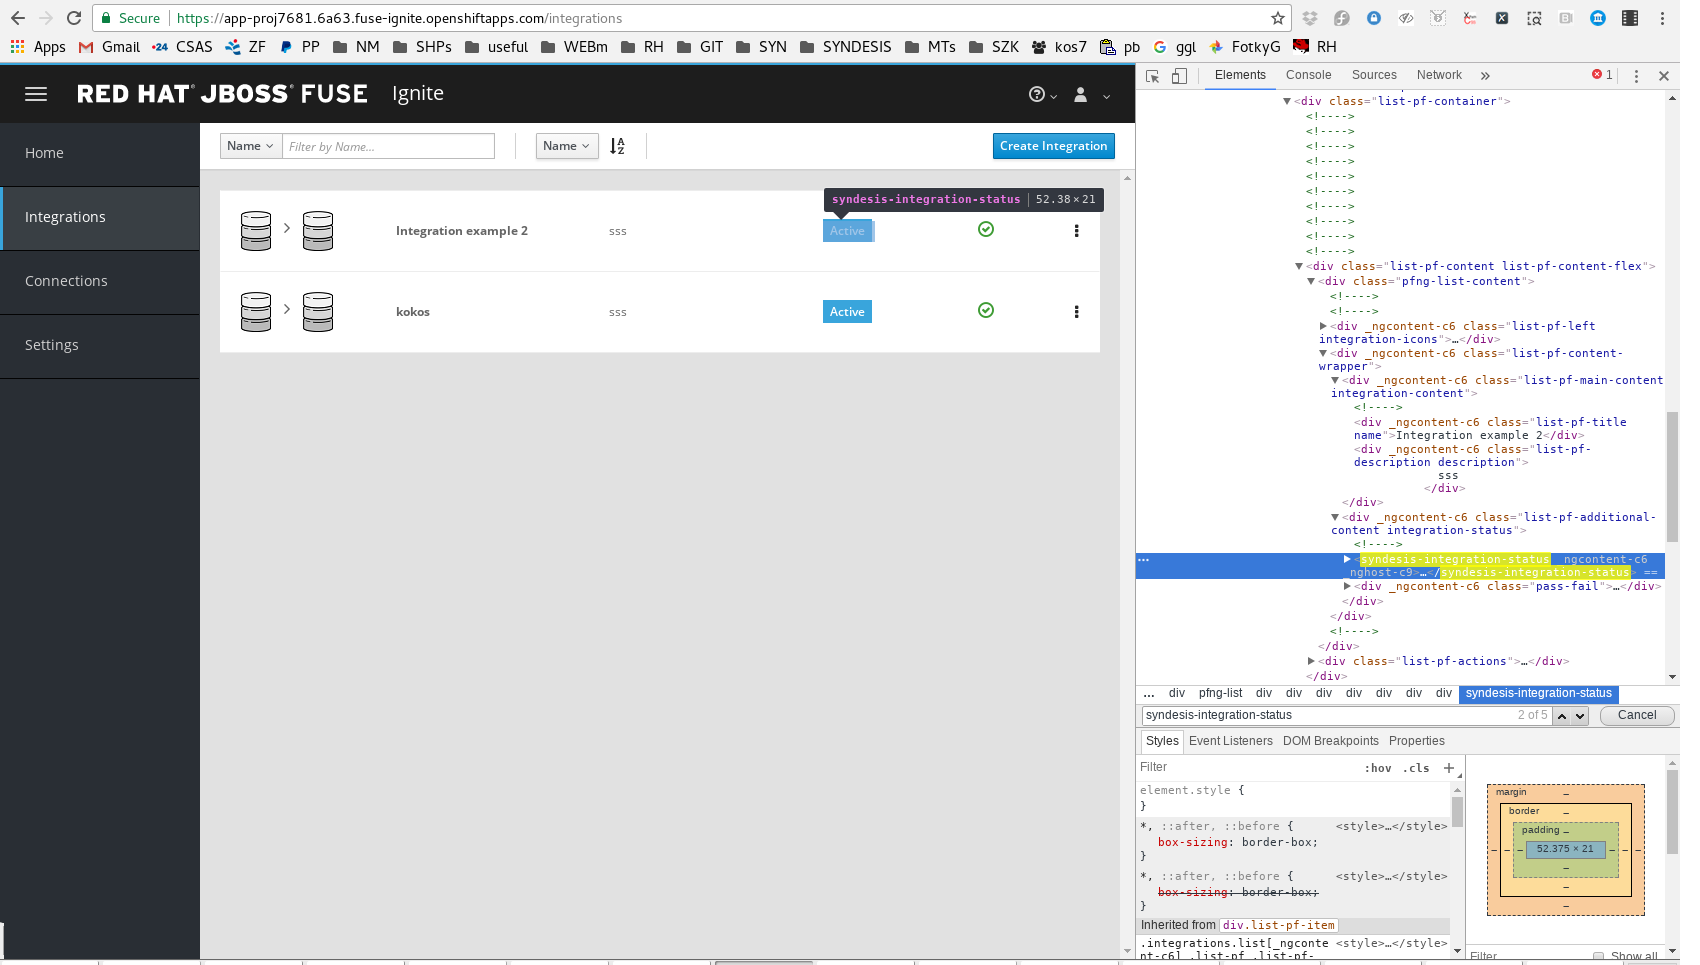 Secure https://app-proj7681.6a63.fuse-ignite.openshiftapps.com/integrations
Apps Gmail CSAS ZF PP NM SHPs useful WEBm RH GIT SYN SYNDESIS MTs SZK kos7 pb ggl FotkyG RH
RED HAT JBOSS FUSE Ignite
Home
Integrations
Connections
Settings
Name Filter by Name... Name Create Integration
syndesis-integration-status 52.38×21
Integration example 2 sss Active
kokos sss Active
Elements Console Sources Network » 1
<div class="list-pf-container">
<!---->
<!---->
<!---->
<!---->
<!---->
<!---->
<!---->
<!---->
<!---->
<!---->
<div class="list-pf-content list-pf-content-flex">
<div class="pfng-list-content">
<!---->
<!---->
<div _ngcontent-c6 class="list-pf-left
integration-icons">…</div>
<div _ngcontent-c6 class="list-pf-content-
wrapper">
<div _ngcontent-c6 class="list-pf-main-content
integration-content">
<!---->
<div _ngcontent-c6 class="list-pf-title
name">Integration example 2</div>
<div _ngcontent-c6 class="list-pf-
description description">
sss
</div>
</div>
<div _ngcontent-c6 class="list-pf-additional-
content integration-status">
<!---->
<syndesis-integration-status _ngcontent-c6
_nghost-c9>…</syndesis-integration-status> ==
<div _ngcontent-c6 class="pass-fail">…</div>
</div>
</div>
<!---->
</div>
<div class="list-pf-actions">…</div>
</div>
... div pfng-list div div div div div div div syndesis-integration-status
syndesis-integration-status 2 of 5 Cancel
Styles Event Listeners DOM Breakpoints Properties
Filter :hov .cls +
element.style {
}
*, ::after, ::before { <style>…</style>
box-sizing: border-box;
}
*, ::after, ::before { <style>…</style>
box-sizing: border-box;
}
Inherited from div.list-pf-item
.integrations.list[_ngconte <style>…</style>
nt-c6] .list-pf .list-pf-
margin –
border –
padding –
– – – 52.375 × 21 – – –
–
–
–
Filter Show all